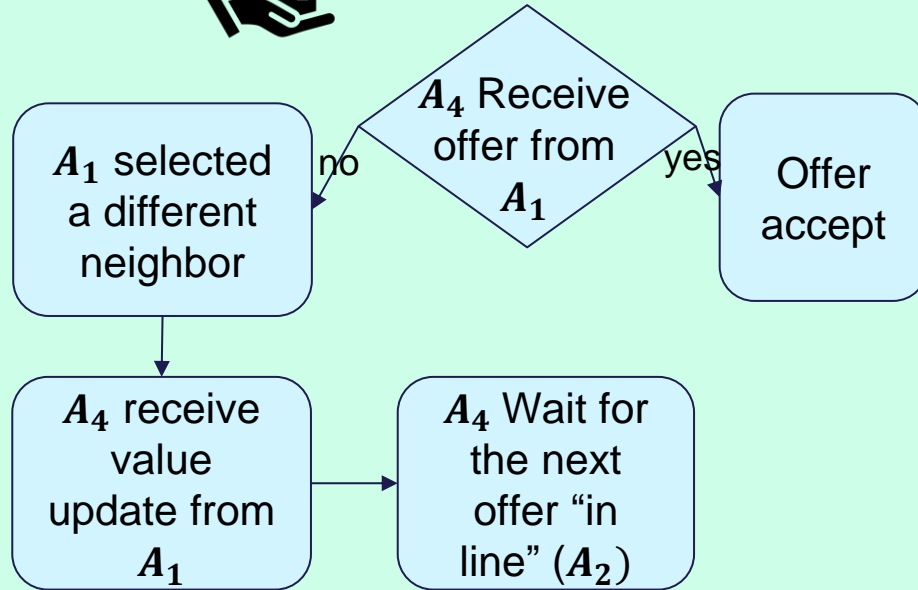 𝑨₄ Receive
offer from
𝑨₁
no
yes
𝑨₁ selected
a different
neighbor
Offer
accept
𝑨₄ receive
value
update from
𝑨₁
𝑨₄ Wait for
the next
offer “in
line” (𝑨₂)